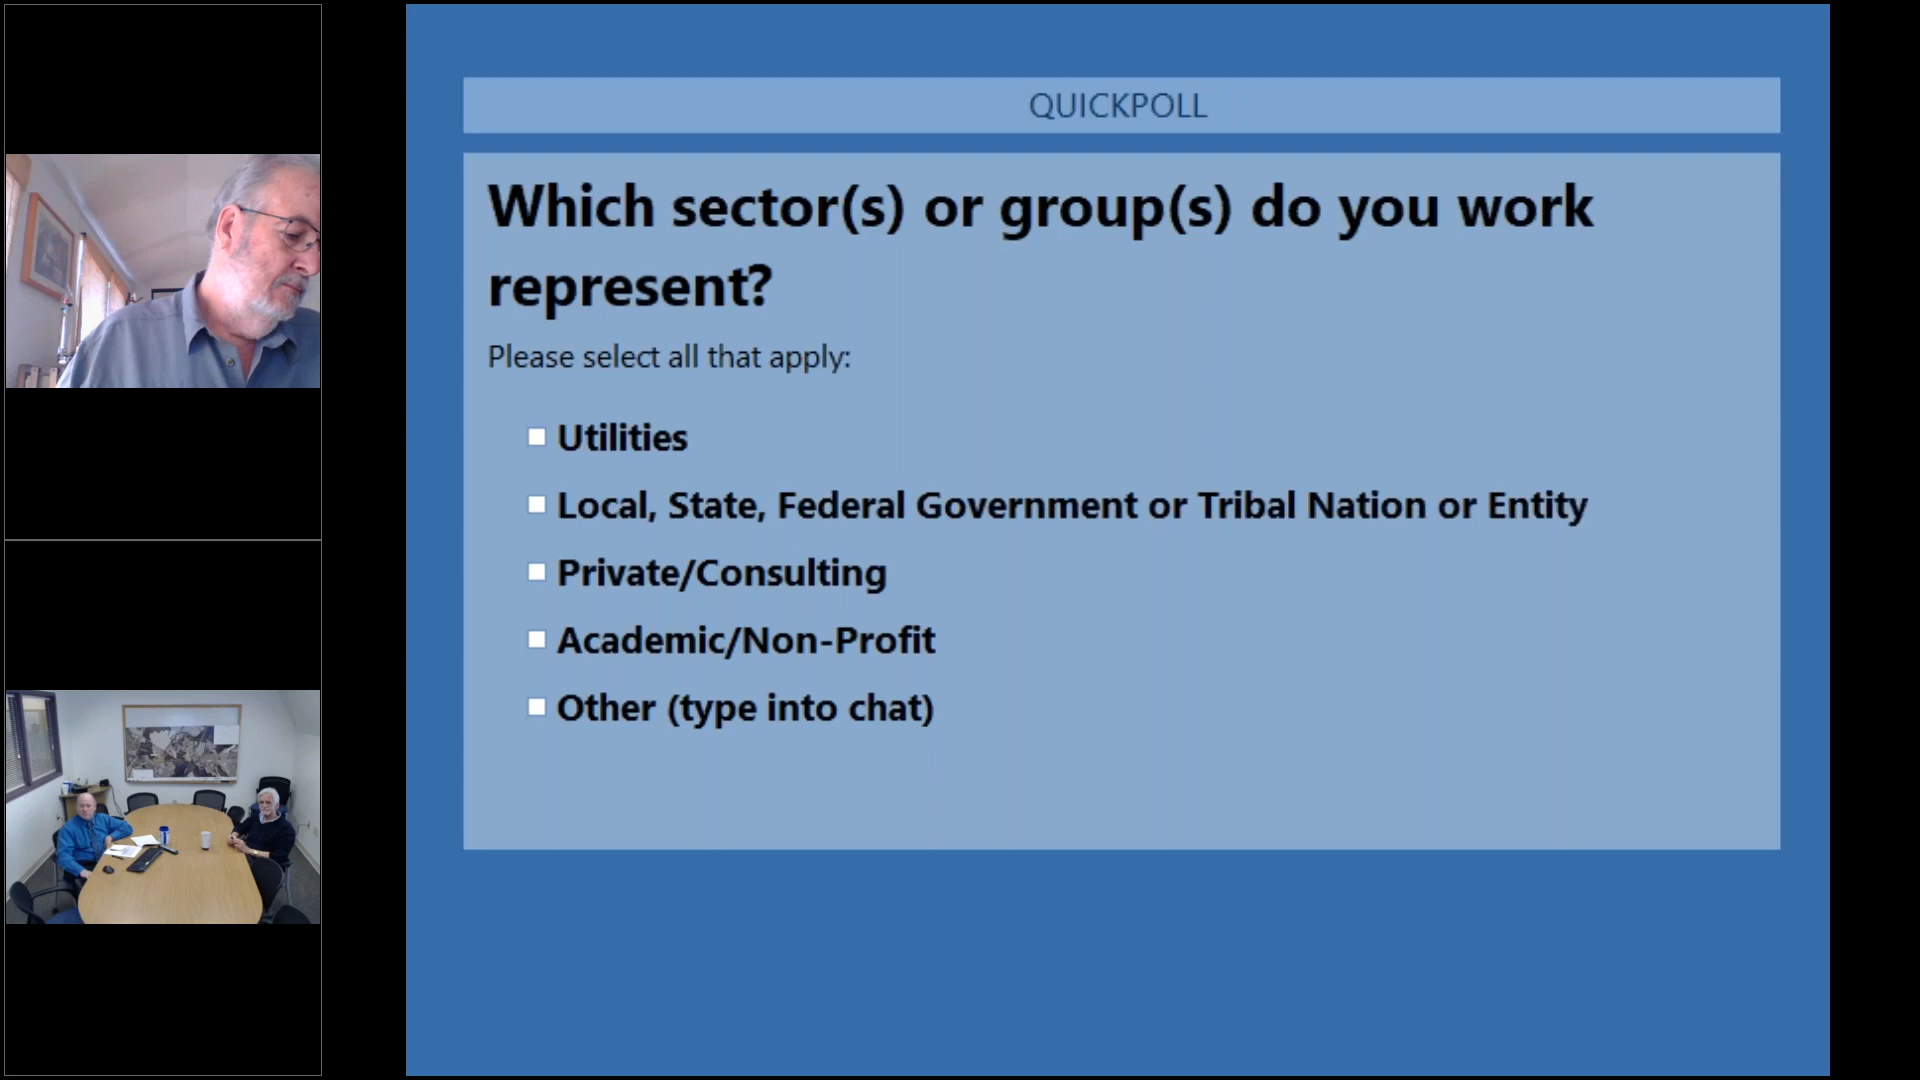 QUICKPOLL
Which sector(s) or group(s) do you work
represent?
Please select all that apply:
Utilities
Local, State, Federal Government or Tribal Nation or Entity
Private/Consulting
Academic/Non-Profit
Other (type into chat)